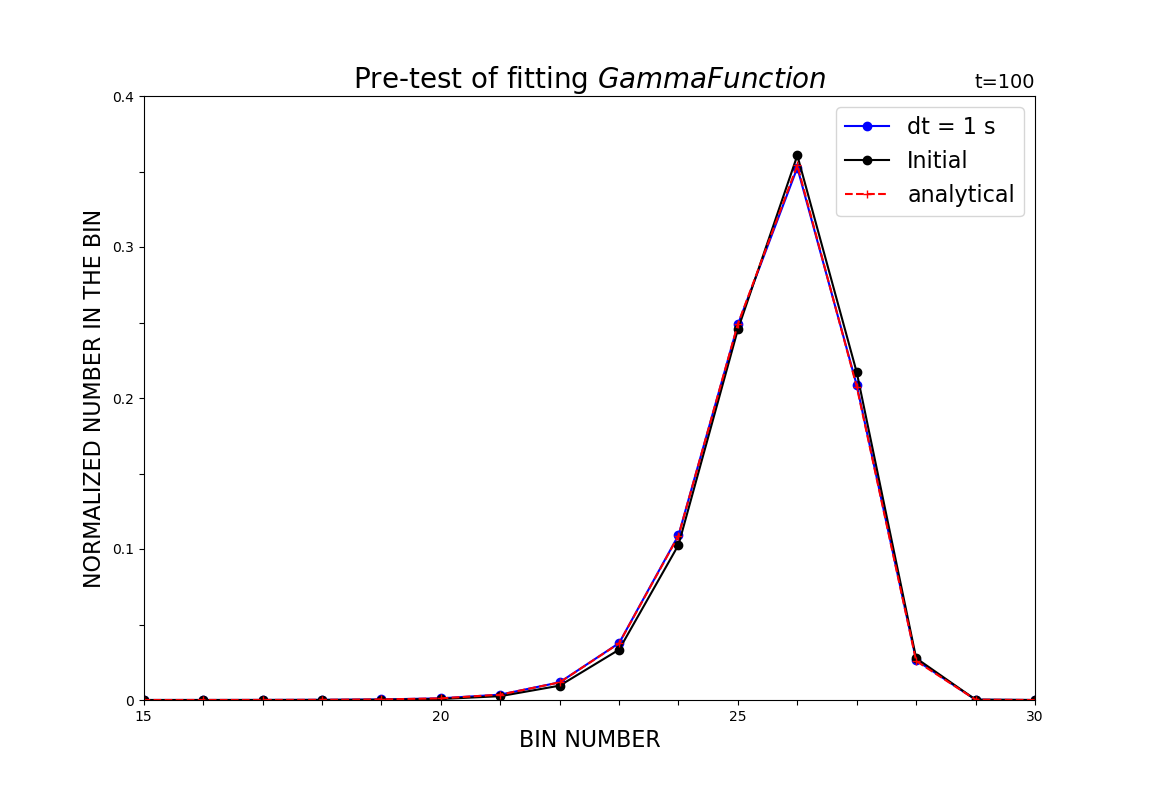 Pre-test of fitting GammaFunction
t=100
0.4
0.3
0.2
0.1
0
NORMALIZED NUMBER IN THE BIN
dt = 1 s
Initial
analytical
15
20
25
30
BIN NUMBER